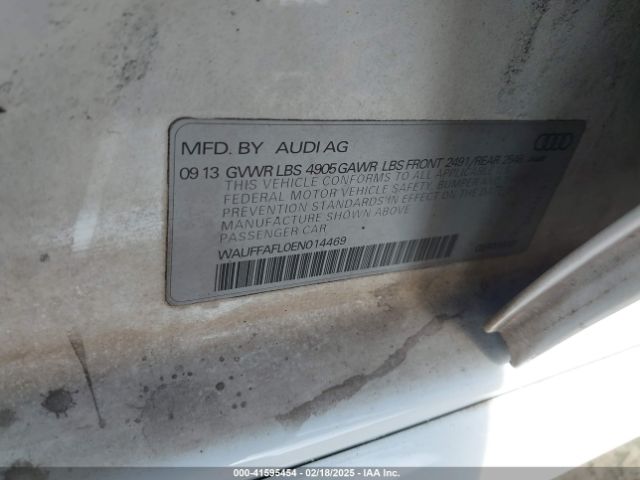 MFD. BY AUDI AG
09 13 GVWR LBS 4905 GAWR LBS FRONT 2491/REAR
THIS VEHICLE CONFORMS TO ALL APPLICABLE
FEDERAL MOTOR VEHICLE SAFETY, BUMPER AND
PREVENTION STANDARDS IN EFFECT ON THE DATE
MANUFACTURE SHOWN ABOVE
PASSENGER CAR
WAUFFAFL0EN014469
000-41595454 - 02/18/2025 - IAA Inc.